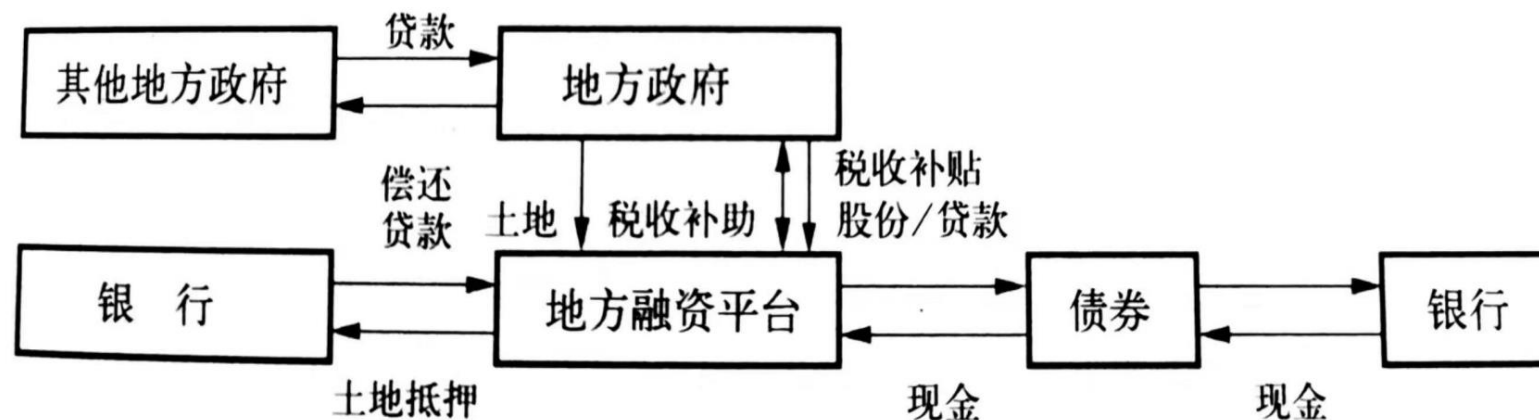 贷款
其他地方政府
地方政府
偿还
贷款
土地
税收补助
税收补贴
股份/贷款
银 行
地方融资平台
债券
银行
土地抵押
现金
现金